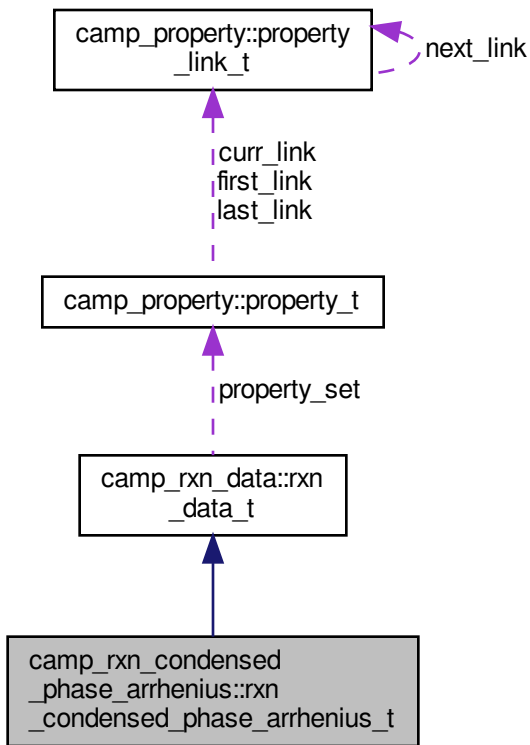 camp_property::property
_link_t
next_link
curr_link
first_link
last_link
camp_property::property_t
property_set
camp_rxn_data::rxn
_data_t
camp_rxn_condensed
_phase_arrhenius::rxn
_condensed_phase_arrhenius_t